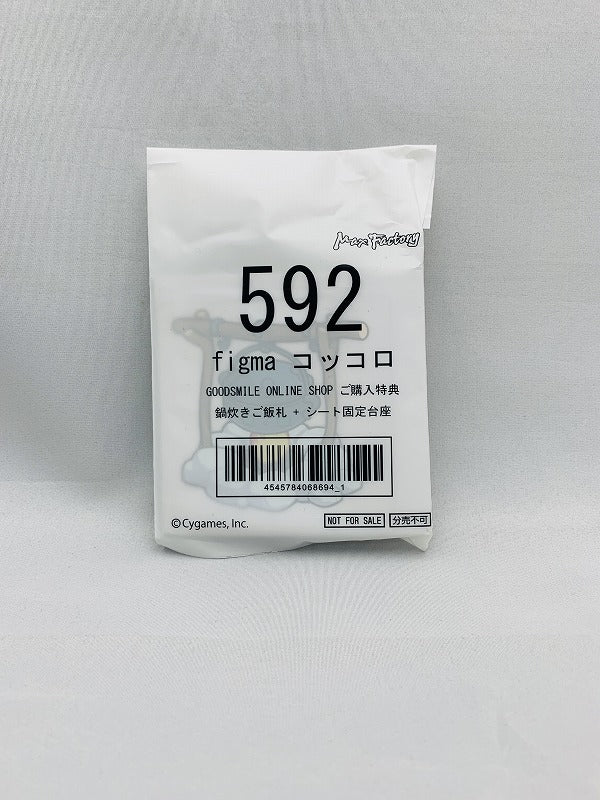 Max Factory
592
figma コッコロ
GOODSMILE ONLINE SHOP ご購入特典
鍋炊きご飯札 + シート固定台座
4545784068694_1
©Cygames, Inc.
NOT FOR SALE
分売不可